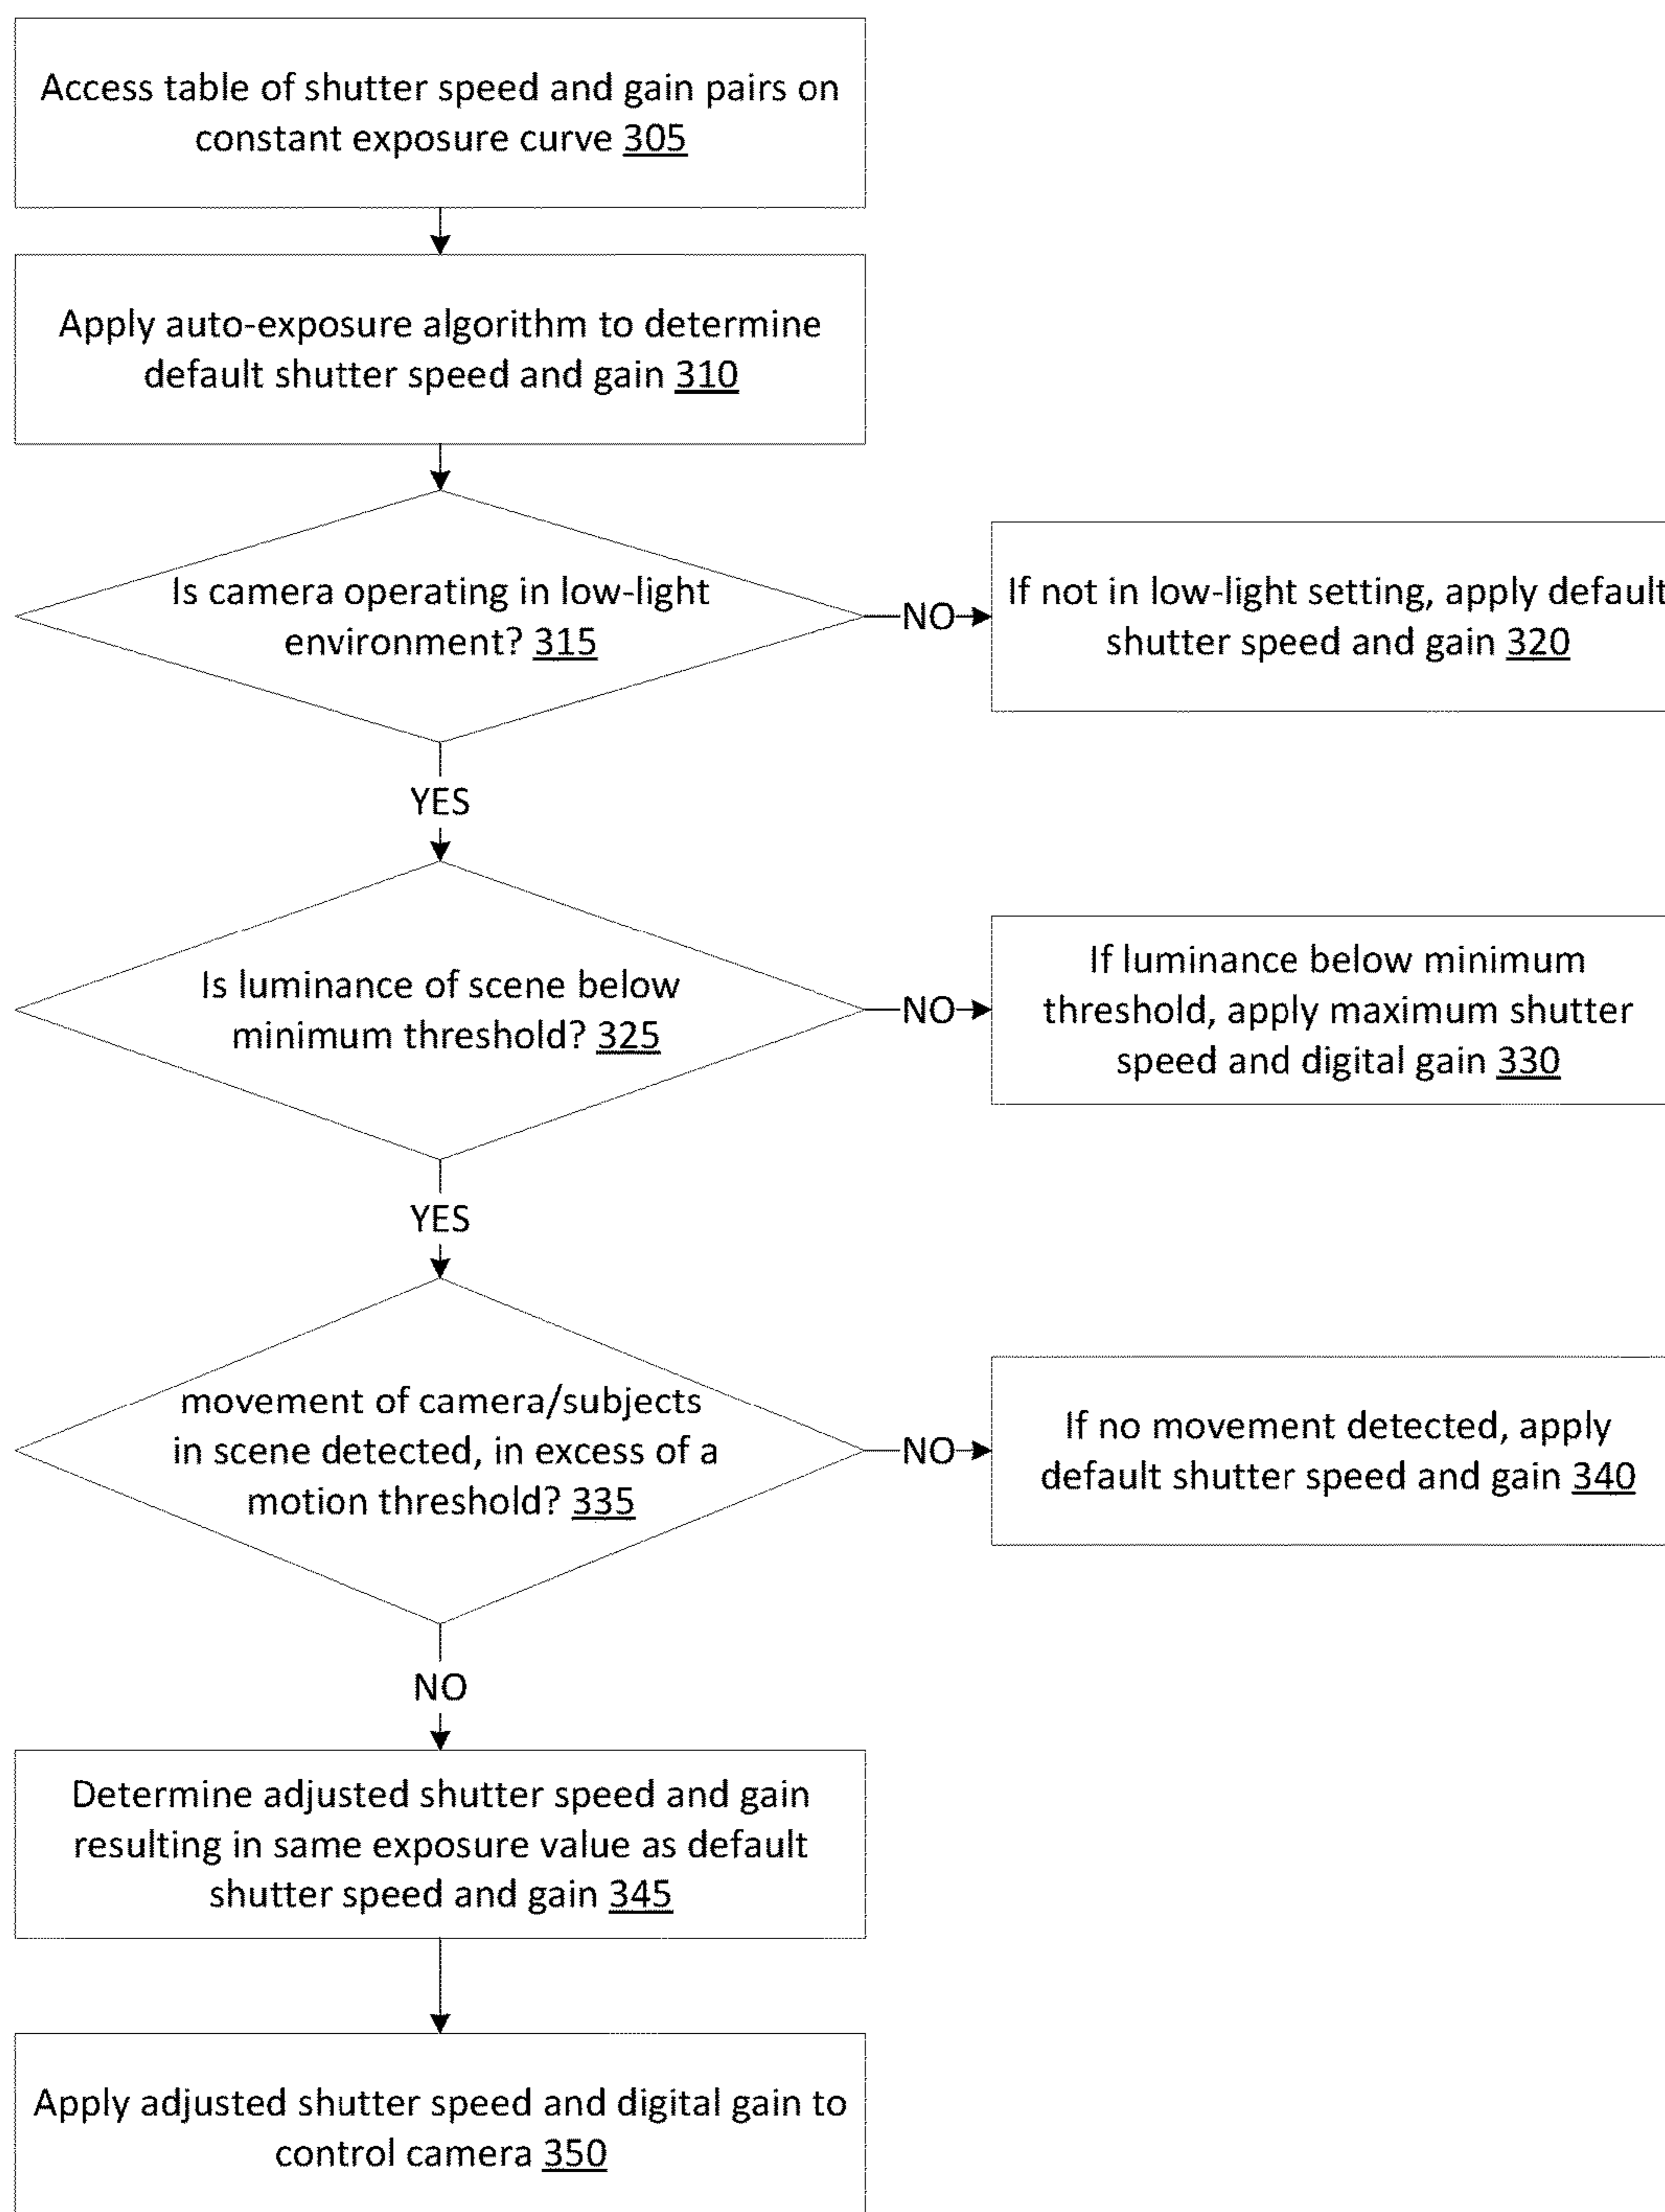 Access table of shutter speed and gain pairs on
constant exposure curve 305
Apply auto-exposure algorithm to determine
default shutter speed and gain 310
Is camera operating in low-light
environment? 315
NO
If not in low-light setting, apply default
shutter speed and gain 320
YES
Is luminance of scene below
minimum threshold? 325
NO
If luminance below minimum
threshold, apply maximum shutter
speed and digital gain 330
YES
movement of camera/subjects
in scene detected, in excess of a
motion threshold? 335
NO
If no movement detected, apply
default shutter speed and gain 340
NO
Determine adjusted shutter speed and gain
resulting in same exposure value as default
shutter speed and gain 345
Apply adjusted shutter speed and digital gain to
control camera 350